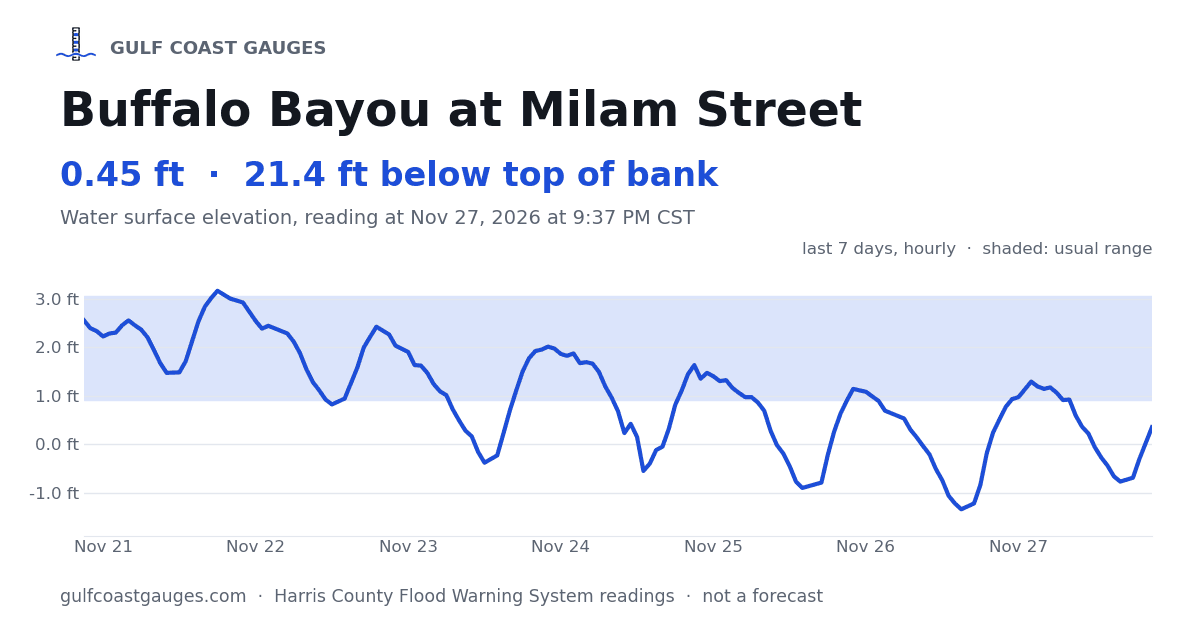 GULF COAST GAUGES
Buffalo Bayou at Milam Street
0.45 ft · 21.4 ft below top of bank
Water surface elevation, reading at Nov 27, 2026 at 9:37 PM CST
last 7 days, hourly · shaded: usual range
3.0 ft
2.0 ft
1.0 ft
0.0 ft
-1.0 ft
Nov 21 Nov 22 Nov 23 Nov 24 Nov 25 Nov 26 Nov 27
gulfcoastgauges.com · Harris County Flood Warning System readings · not a forecast